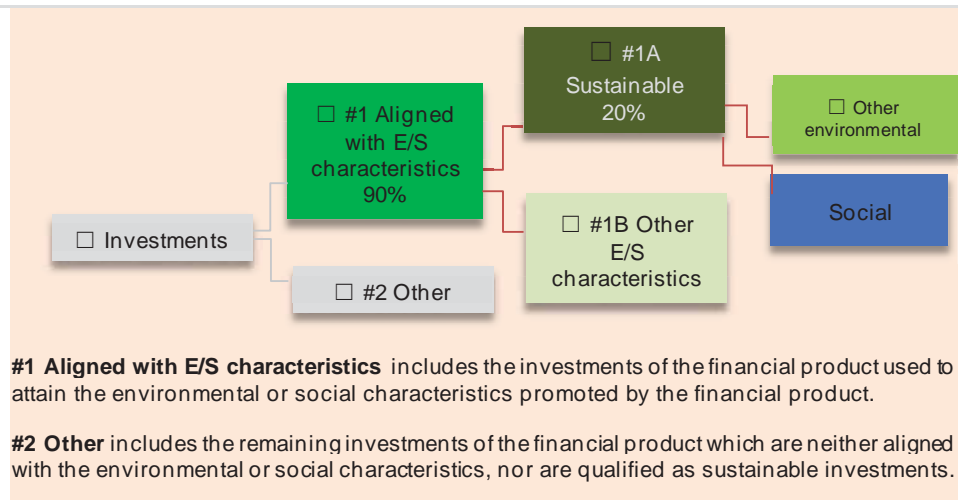 ☐ #1A
Sustainable
20%
☐ #1 Aligned
with E/S
characteristics
90%
☐ Other
environmental
Social
☐ Investments
☐ #1B Other
E/S
characteristics
☐ #2 Other
#1 Aligned with E/S characteristics includes the investments of the financial product used to
attain the environmental or social characteristics promoted by the financial product.
#2 Other includes the remaining investments of the financial product which are neither aligned
with the environmental or social characteristics, nor are qualified as sustainable investments.